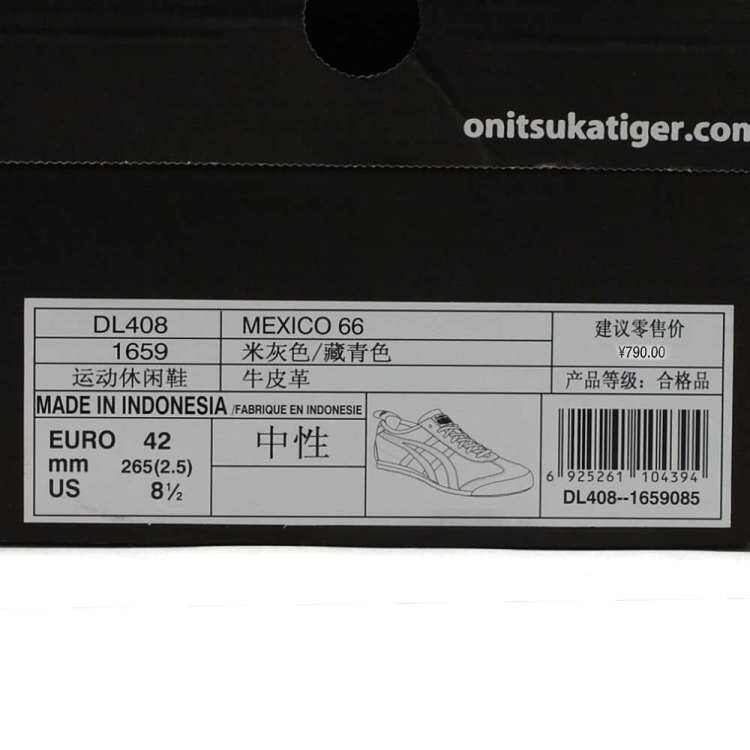 onitsukatiger.com
DL408 MEXICO 66 建议零售价
¥790.00
1659 米灰色/藏青色
运动休闲鞋 牛皮革 产品等级：合格品
MADE IN INDONESIA /FABRIQUE EN INDONESIE
EURO 42 中性
mm 265(2.5)
US 8½
6 925261 104394
DL408--1659085